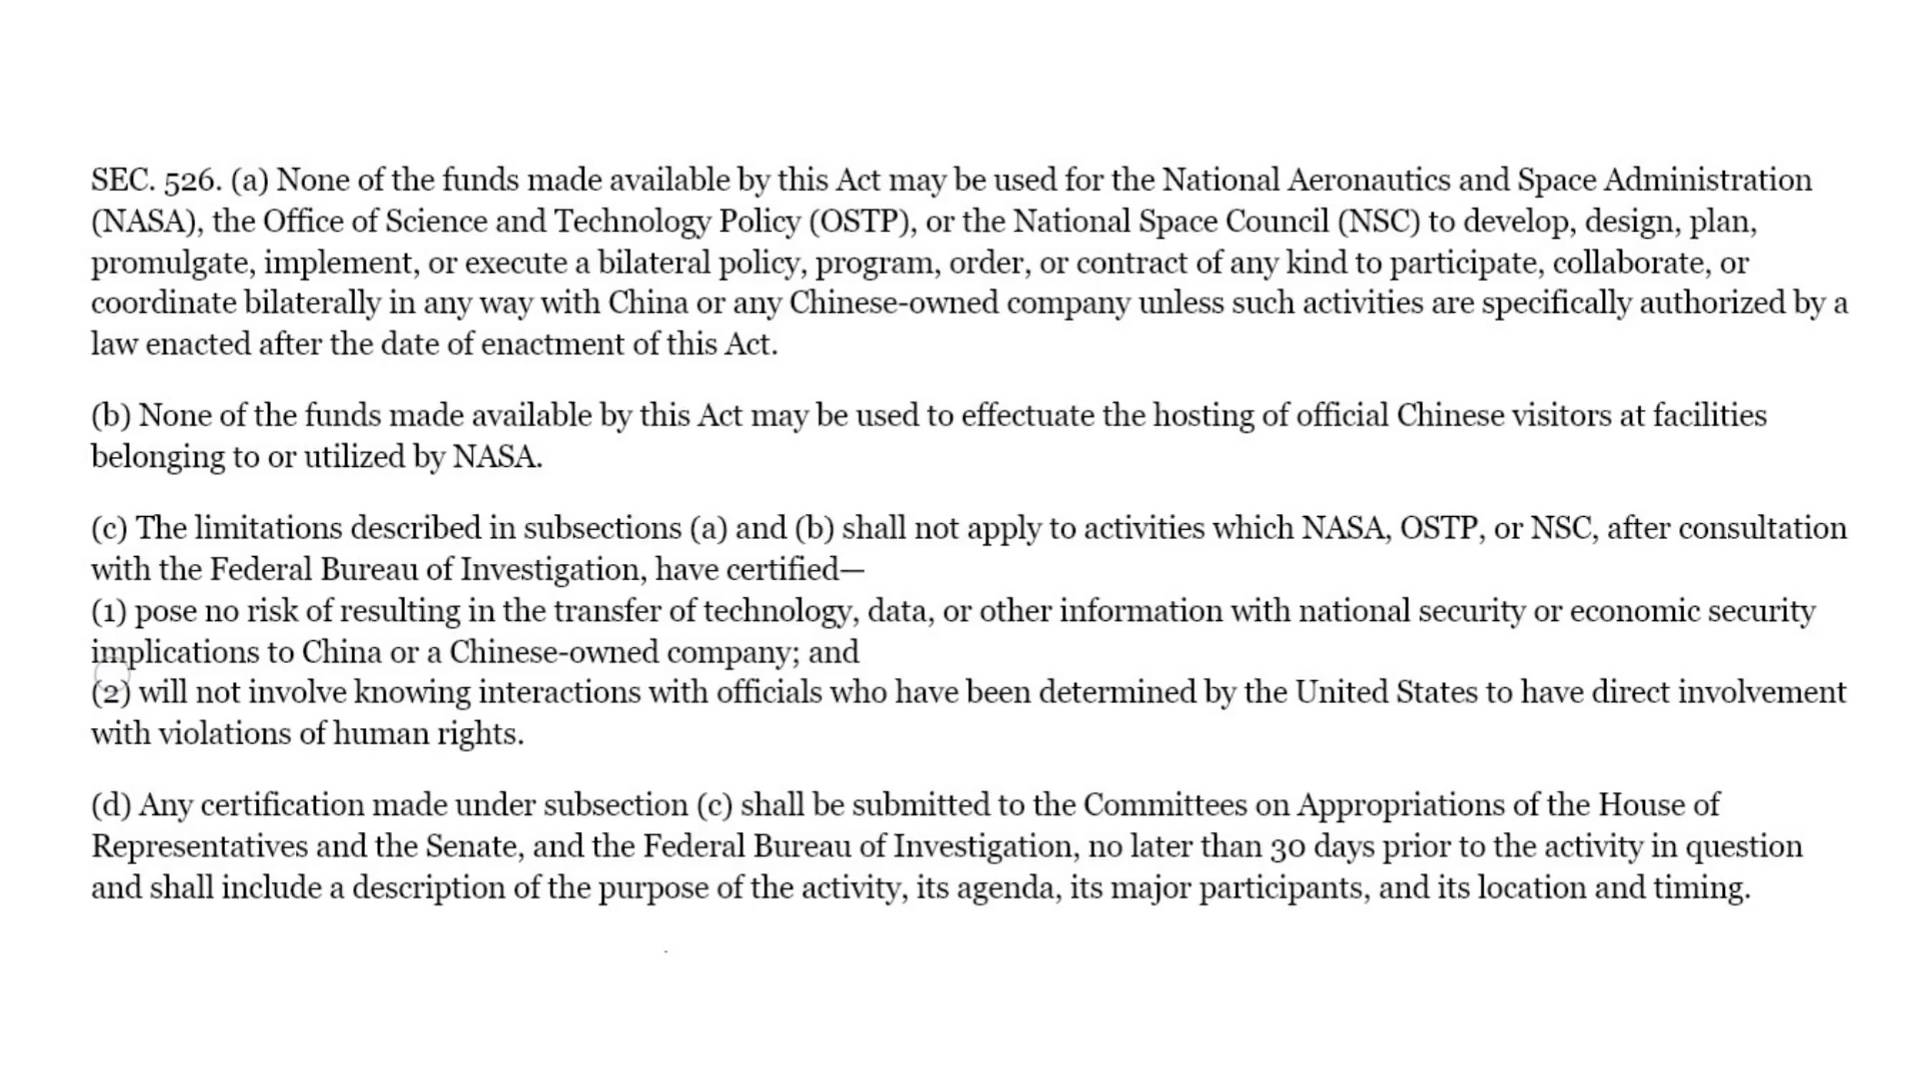 SEC. 526. (a) None of the funds made available by this Act may be used for the National Aeronautics and Space Administration
(NASA), the Office of Science and Technology Policy (OSTP), or the National Space Council (NSC) to develop, design, plan,
promulgate, implement, or execute a bilateral policy, program, order, or contract of any kind to participate, collaborate, or
coordinate bilaterally in any way with China or any Chinese-owned company unless such activities are specifically authorized by a
law enacted after the date of enactment of this Act.
(b) None of the funds made available by this Act may be used to effectuate the hosting of official Chinese visitors at facilities
belonging to or utilized by NASA.
(c) The limitations described in subsections (a) and (b) shall not apply to activities which NASA, OSTP, or NSC, after consultation
with the Federal Bureau of Investigation, have certified—
(1) pose no risk of resulting in the transfer of technology, data, or other information with national security or economic security
implications to China or a Chinese-owned company; and
(2) will not involve knowing interactions with officials who have been determined by the United States to have direct involvement
with violations of human rights.
(d) Any certification made under subsection (c) shall be submitted to the Committees on Appropriations of the House of
Representatives and the Senate, and the Federal Bureau of Investigation, no later than 30 days prior to the activity in question
and shall include a description of the purpose of the activity, its agenda, its major participants, and its location and timing.